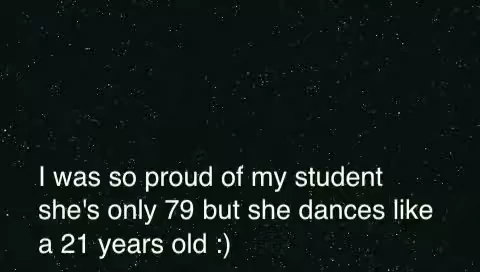 I was so proud of my student
she's only 79 but she dances like
a 21 years old :)